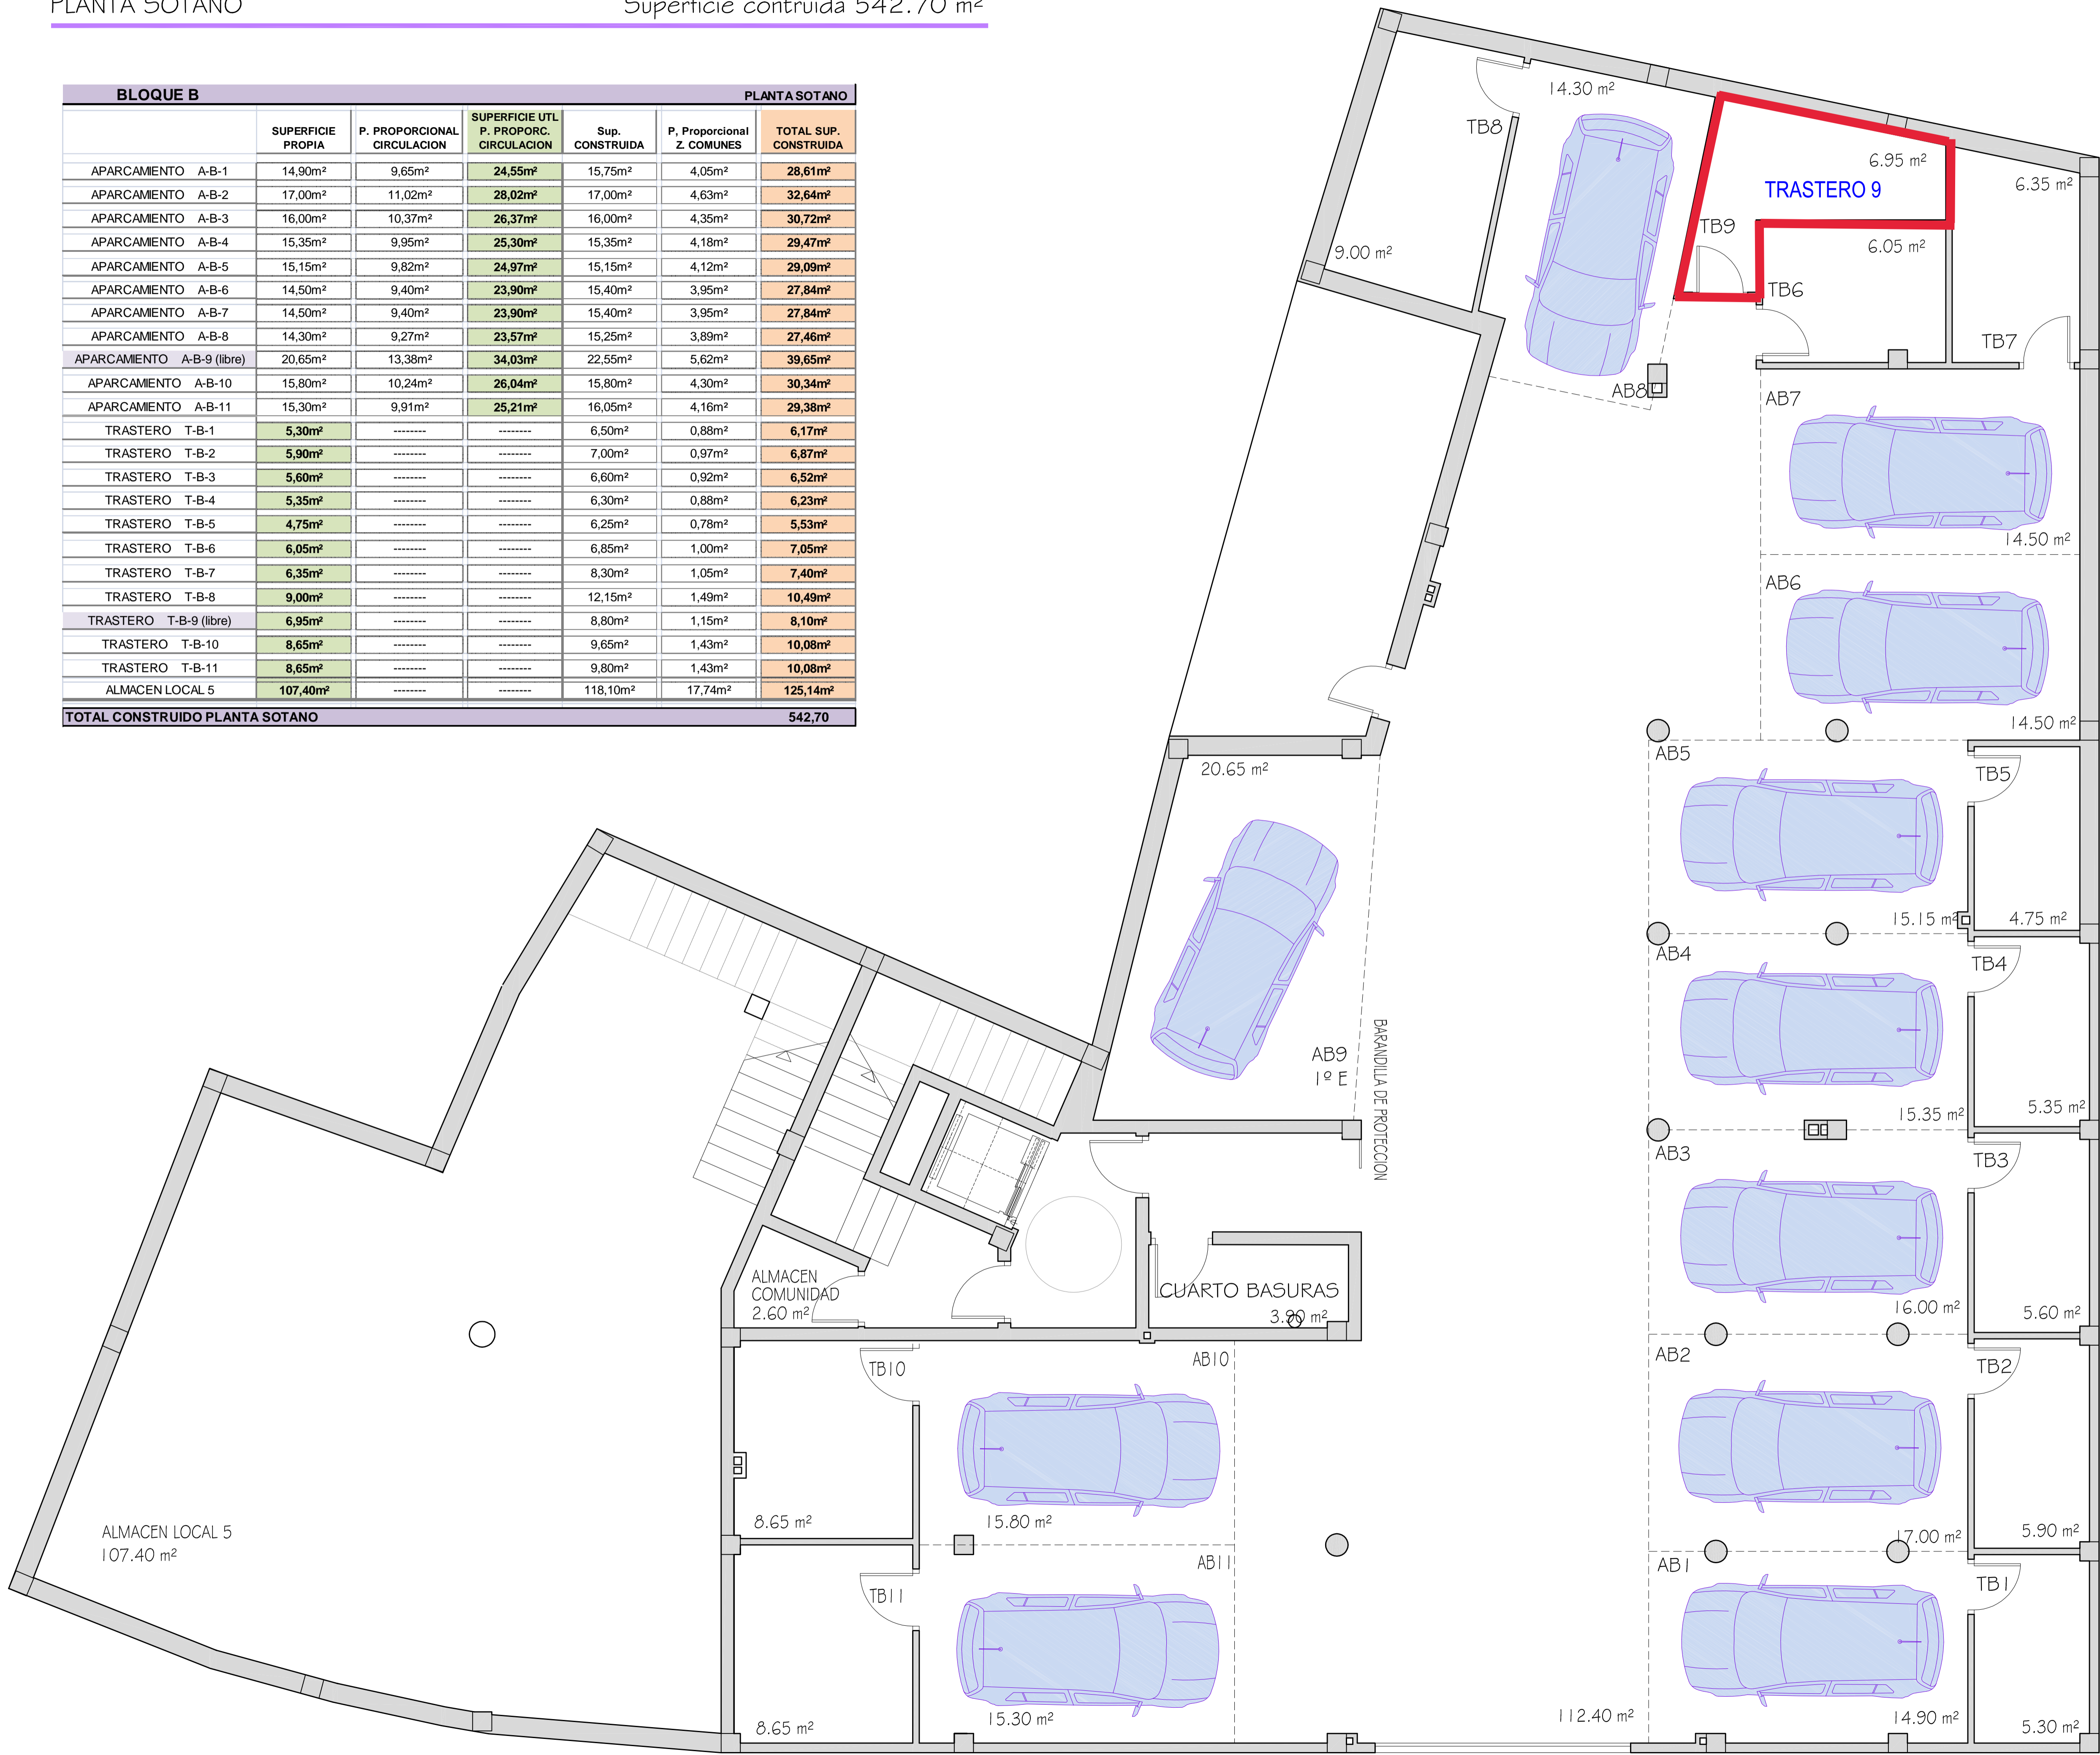 PLANTA SOTANO Superficie contruida 542.70 m²
BLOQUE B PLANTA SOTANO
SUPERFICIE PROPIA P. PROPORCIONAL CIRCULACION SUPERFICIE UTL P. PROPORC. CIRCULACION Sup. CONSTRUIDA P, Proporcional Z. COMUNES TOTAL SUP. CONSTRUIDA
APARCAMIENTO A-B-1 14,90m² 9,65m² 24,55m² 15,75m² 4,05m² 28,61m²
APARCAMIENTO A-B-2 17,00m² 11,02m² 28,02m² 17,00m² 4,63m² 32,64m²
APARCAMIENTO A-B-3 16,00m² 10,37m² 26,37m² 16,00m² 4,35m² 30,72m²
APARCAMIENTO A-B-4 15,35m² 9,95m² 25,30m² 15,35m² 4,18m² 29,47m²
APARCAMIENTO A-B-5 15,15m² 9,82m² 24,97m² 15,15m² 4,12m² 29,09m²
APARCAMIENTO A-B-6 14,50m² 9,40m² 23,90m² 15,40m² 3,95m² 27,84m²
APARCAMIENTO A-B-7 14,50m² 9,40m² 23,90m² 15,40m² 3,95m² 27,84m²
APARCAMIENTO A-B-8 14,30m² 9,27m² 23,57m² 15,25m² 3,89m² 27,46m²
APARCAMIENTO A-B-9 (libre) 20,65m² 13,38m² 34,03m² 22,55m² 5,62m² 39,65m²
APARCAMIENTO A-B-10 15,80m² 10,24m² 26,04m² 15,80m² 4,30m² 30,34m²
APARCAMIENTO A-B-11 15,30m² 9,91m² 25,21m² 16,05m² 4,16m² 29,38m²
TRASTERO T-B-1 5,30m² -------- -------- 6,50m² 0,88m² 6,17m²
TRASTERO T-B-2 5,90m² -------- -------- 7,00m² 0,97m² 6,87m²
TRASTERO T-B-3 5,60m² -------- -------- 6,60m² 0,92m² 6,52m²
TRASTERO T-B-4 5,35m² -------- -------- 6,30m² 0,88m² 6,23m²
TRASTERO T-B-5 4,75m² -------- -------- 6,25m² 0,78m² 5,53m²
TRASTERO T-B-6 6,05m² -------- -------- 6,85m² 1,00m² 7,05m²
TRASTERO T-B-7 6,35m² -------- -------- 8,30m² 1,05m² 7,40m²
TRASTERO T-B-8 9,00m² -------- -------- 12,15m² 1,49m² 10,49m²
TRASTERO T-B-9 (libre) 6,95m² -------- -------- 8,80m² 1,15m² 8,10m²
TRASTERO T-B-10 8,65m² -------- -------- 9,65m² 1,43m² 10,08m²
TRASTERO T-B-11 8,65m² -------- -------- 9,80m² 1,43m² 10,08m²
ALMACEN LOCAL 5 107,40m² -------- -------- 118,10m² 17,74m² 125,14m²
TOTAL CONSTRUIDO PLANTA SOTANO 542,70
14.30 m²
TB8
6.95 m²
TRASTERO 9
6.35 m²
TB9
9.00 m²
6.05 m²
TB6
TB7
AB8
AB7
14.50 m²
AB6
14.50 m²
AB5
TB5
20.65 m²
15.15 m²
4.75 m²
AB4
TB4
AB9
1º E
BARANDILLA DE PROTECCION
15.35 m²
5.35 m²
AB3
TB3
ALMACEN
COMUNIDAD
2.60 m²
CUARTO BASURAS
3.90 m²
16.00 m²
5.60 m²
AB2
TB2
TB10
AB10
8.65 m²
15.80 m²
17.00 m²
5.90 m²
ALMACEN LOCAL 5
107.40 m²
AB11
AB1
TB1
TB11
8.65 m²
15.30 m²
112.40 m²
14.90 m²
5.30 m²